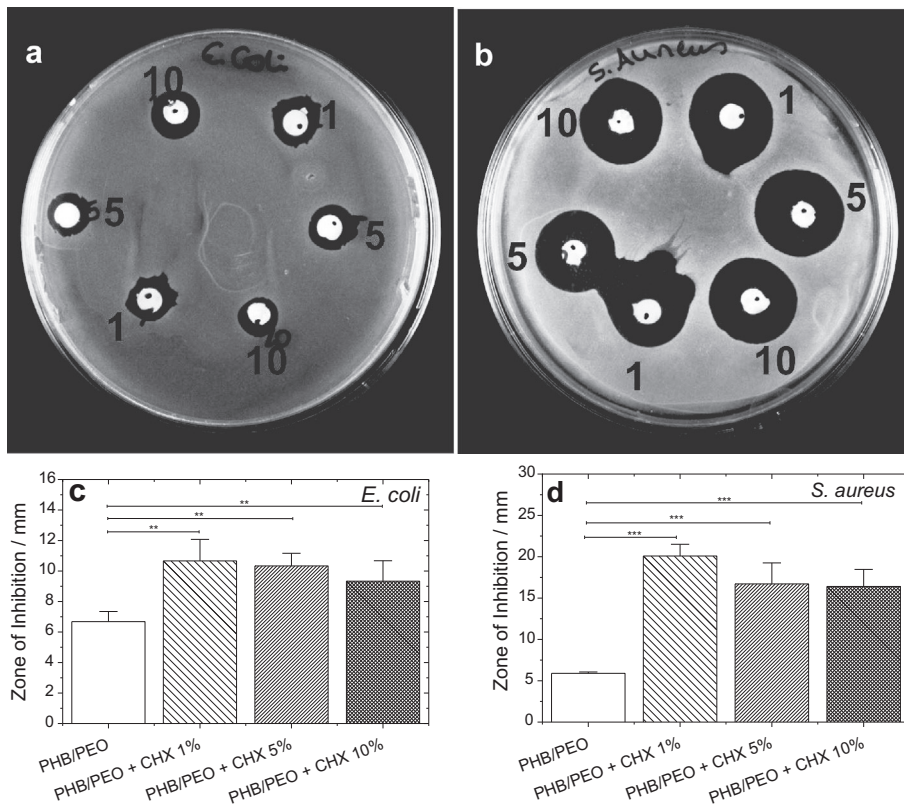 a
E. Coli
10
1
5
5
1
10
b
S. Aureus
10
1
5
5
1
10
c
E. coli
**
**
**
Zone of Inhibition / mm
16
14
12
10
8
6
4
2
0
PHB/PEO
PHB/PEO + CHX 1%
PHB/PEO + CHX 5%
PHB/PEO + CHX 10%
d
S. aureus
***
***
***
Zone of Inhibition / mm
30
25
20
15
10
5
0
PHB/PEO
PHB/PEO + CHX 1%
PHB/PEO + CHX 5%
PHB/PEO + CHX 10%